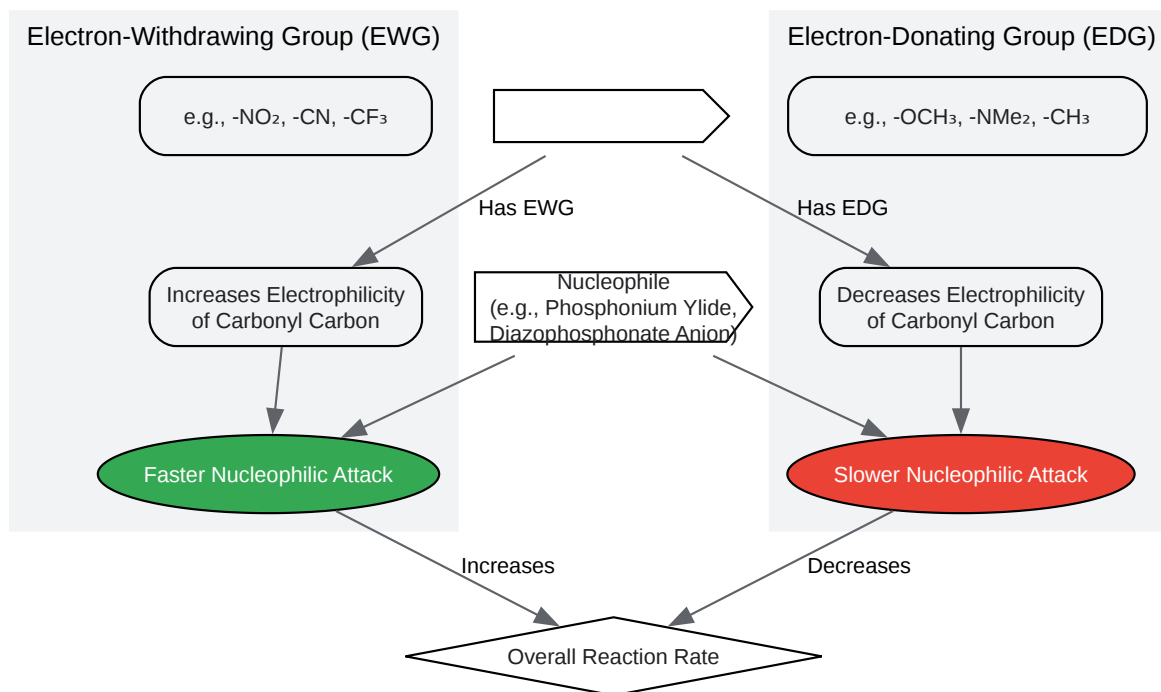 Electron-Withdrawing Group (EWG)
Electron-Donating Group (EDG)
e.g., -NO₂, -CN, -CF₃
e.g., -OCH₃, -NMe₂, -CH₃
Has EWG
Has EDG
Increases Electrophilicity
of Carbonyl Carbon
Nucleophile
(e.g., Phosphonium Ylide,
Diazophosphonate Anion)
Decreases Electrophilicity
of Carbonyl Carbon
Faster Nucleophilic Attack
Slower Nucleophilic Attack
Increases
Decreases
Overall Reaction Rate